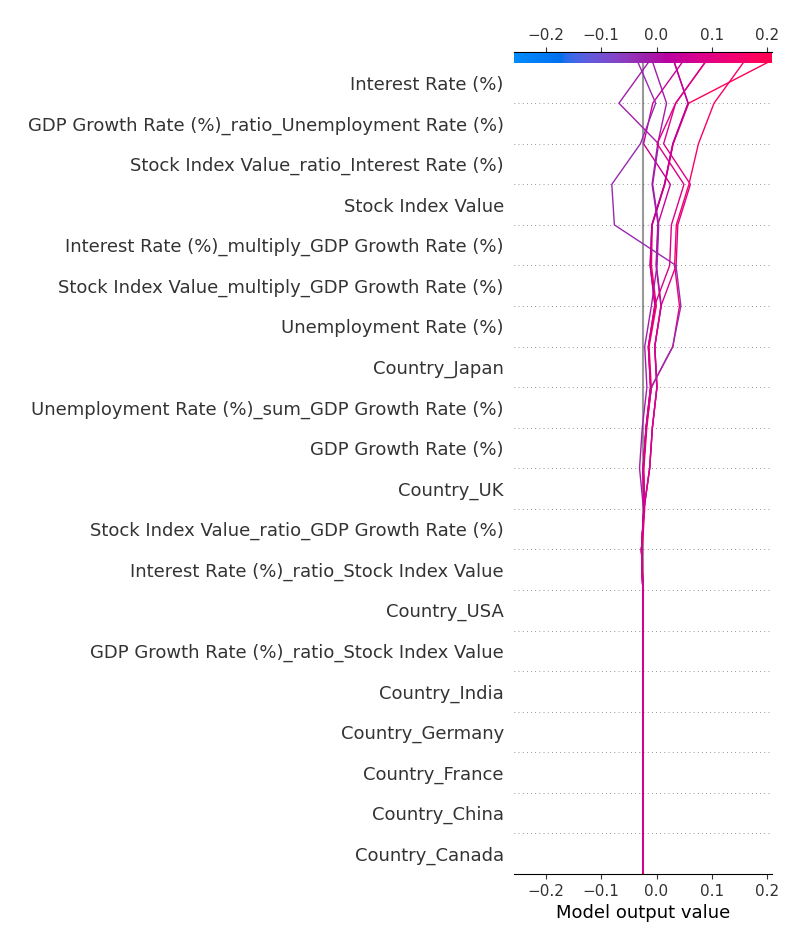 −0.2 −0.1 0.0 0.1 0.2
Interest Rate (%)
GDP Growth Rate (%)_ratio_Unemployment Rate (%)
Stock Index Value_ratio_Interest Rate (%)
Stock Index Value
Interest Rate (%)_multiply_GDP Growth Rate (%)
Stock Index Value_multiply_GDP Growth Rate (%)
Unemployment Rate (%)
Country_Japan
Unemployment Rate (%)_sum_GDP Growth Rate (%)
GDP Growth Rate (%)
Country_UK
Stock Index Value_ratio_GDP Growth Rate (%)
Interest Rate (%)_ratio_Stock Index Value
Country_USA
GDP Growth Rate (%)_ratio_Stock Index Value
Country_India
Country_Germany
Country_France
Country_China
Country_Canada
−0.2 −0.1 0.0 0.1 0.2
Model output value